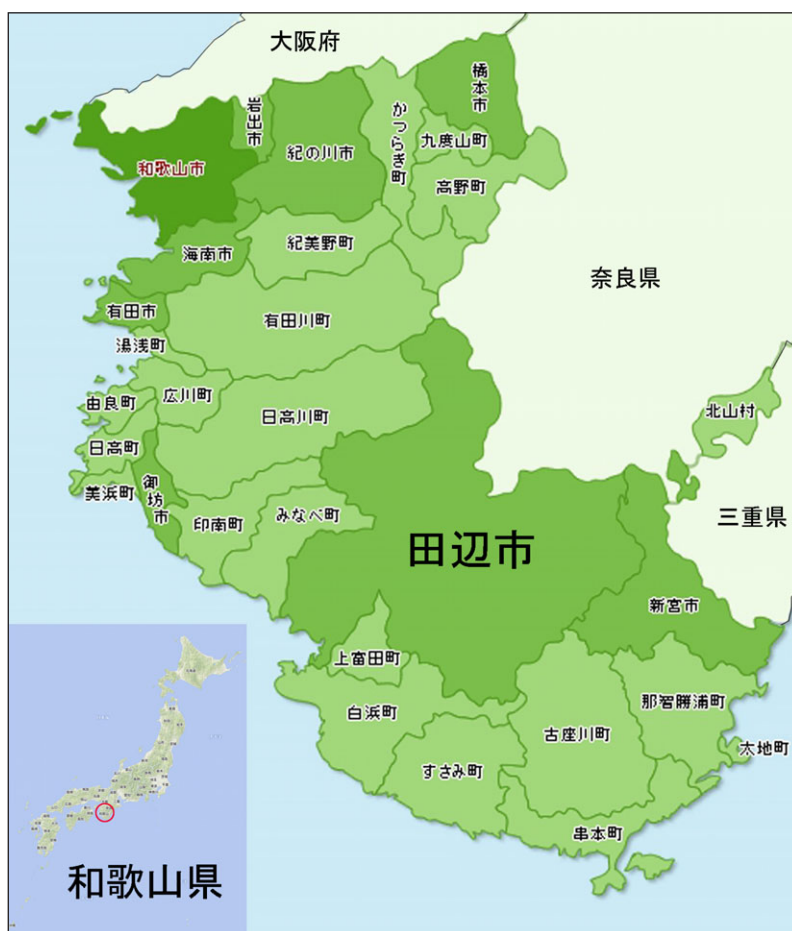 大阪府
橋本市
岩出市
かつらぎ町
九度山町
紀の川市
和歌山市
高野町
紀美野町
海南市
奈良県
有田市
有田川町
湯浅町
広川町
由良町
日高川町
北山村
日高町
美浜町
御坊市
印南町
みなべ町
三重県
田辺市
新宮市
上富田町
白浜町
那智勝浦町
古座川町
太地町
すさみ町
串本町
和歌山県